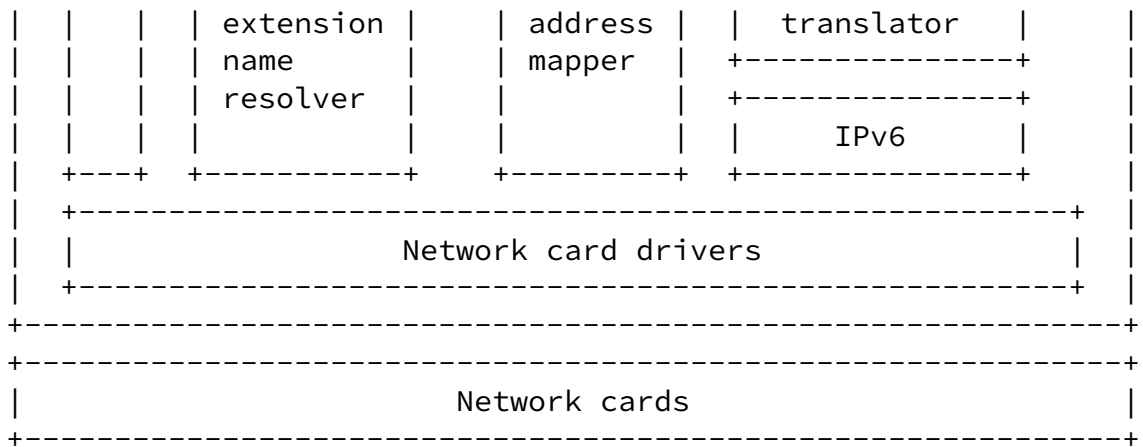 | | | | extension | | address | | translator | |
| | | | name | | mapper | +---------------+ |
| | | | resolver | | | +---------------+ |
| | | | | | | | IPv6 | |
| +---+ +-----------+ +---------+ +---------------+ |
| +-------------------------------------------------------+ |
| | Network card drivers | |
| +-------------------------------------------------------+ |
+-------------------------------------------------------------+
+-------------------------------------------------------------+
| Network cards |
+-------------------------------------------------------------+